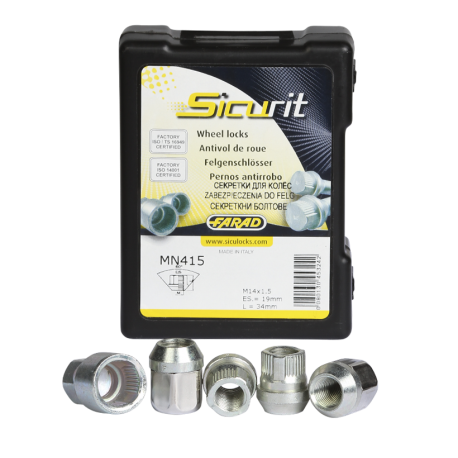 Sicurit
Wheel locks
Antivol de roue
Felgenschlösser
Pernos antirrobo
СЕКРЕТКИ ДЛЯ КОЛЁС
ZABEZPIECZENIA DO FELG
СЕКРЕТНИ БОЛТОВЕ
FACTORY
ISO - TS 16949
CERTIFIED
FACTORY
ISO 14001
CERTIFIED
FARAD
www.siculocks.com
MADE IN ITALY
MN415
M14x1,5
ES.= 19mm
L = 34mm